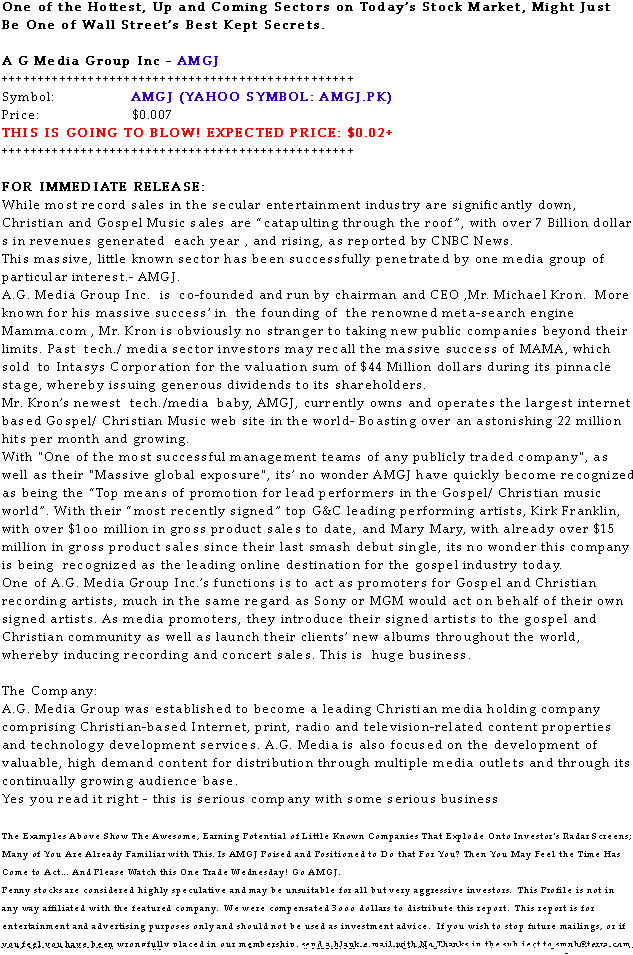 One of the Hottest, Up and Coming Sectors on Today's Stock Market, Might Just
Be One of Wall Street's Best Kept Secrets.
A G Media Group Inc - AMGJ
+++++++++++++++++++++++++++++++++++++++++++++++++
Symbol: AMGJ (YAHOO SYMBOL: AMGJ.PK)
Price: $0.007
THIS IS GOING TO BLOW! EXPECTED PRICE: $0.02+
+++++++++++++++++++++++++++++++++++++++++++++++++
FOR IMMEDIATE RELEASE:
While most record sales in the secular entertainment industry are significantly down,
Christian and Gospel Music sales are “catapulting through the roof”, with over 7 Billion dollar
s in revenues generated each year , and rising, as reported by CNBC News.
This massive, little known sector has been successfully penetrated by one media group of
particular interest.- AMGJ.
A.G. Media Group Inc. is co-founded and run by chairman and CEO ,Mr. Michael Kron. More
known for his massive success’ in the founding of the renowned meta-search engine
Mamma.com , Mr. Kron is obviously no stranger to taking new public companies beyond their
limits. Past tech./ media sector investors may recall the massive success of MAMA, which
sold to Intasys Corporation for the valuation sum of $44 Million dollars during its pinnacle
stage, whereby issuing generous dividends to its shareholders.
Mr. Kron’s newest tech./media baby, AMGJ, currently owns and operates the largest internet
based Gospel/ Christian Music web site in the world- Boasting over an astonishing 22 million
hits per month and growing.
With "One of the most successful management teams of any publicly traded company", as
well as their "Massive global exposure", its’ no wonder AMGJ have quickly become recognized
as being the “Top means of promotion for lead performers in the Gospel/ Christian music
world”. With their “most recently signed” top G&C leading performing artists, Kirk Franklin,
with over $1oo million in gross product sales to date, and Mary Mary, with already over $15
million in gross product sales since their last smash debut single, its no wonder this company
is being recognized as the leading online destination for the gospel industry today.
One of A.G. Media Group Inc.’s functions is to act as promoters for Gospel and Christian
recording artists, much in the same regard as Sony or MGM would act on behalf of their own
signed artists. As media promoters, they introduce their signed artists to the gospel and
Christian community as well as launch their clients’ new albums throughout the world,
whereby inducing recording and concert sales. This is huge business.
The Company:
A.G. Media Group was established to become a leading Christian media holding company
comprising Christian-based Internet, print, radio and television-related content properties
and technology development services. A.G. Media is also focused on the development of
valuable, high demand content for distribution through multiple media outlets and through its
continually growing audience base.
Yes you read it right - this is serious company with some serious business
The Examples Above Show The Awesome, Earning Potential of Little Known Companies That Explode Onto Investor's Radar Screens;
Many of You Are Already Familiar with This. Is AMGJ Poised and Positioned to Do that For You? Then You May Feel the Time Has
Come to Act... And Please Watch this One Trade Wednesday! Go AMGJ.
Penny stocks are considered highly speculative and may be unsuitable for all but very aggressive investors. This Profile is not in
any way affiliated with the featured company. We were compensated 3ooo dollars to distribute this report. This report is for
entertainment and advertising purposes only and should not be used as investment advice. If you wish to stop future mailings, or if
you feel you have been wrongfully placed in our membership, send a blank e mail with No Thanks in the subject to